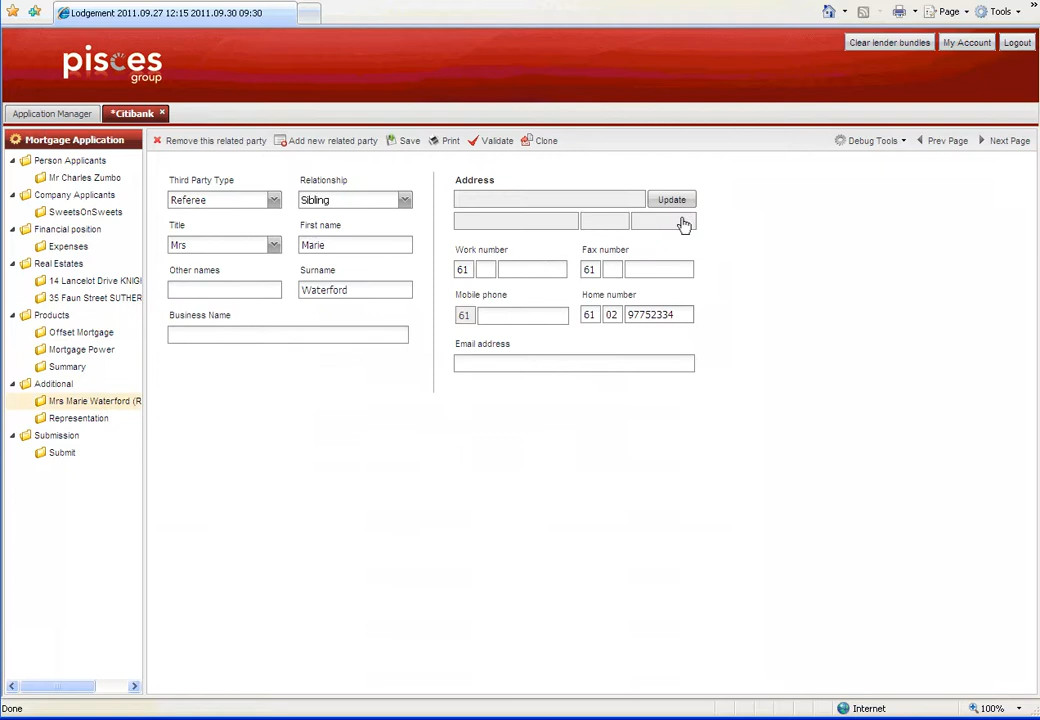 Lodgement 2011.09.27 12:15 2011.09.30 09:30
Page
Tools
»
pisces
group
Clear lender bundles
My Account
Logout
Application Manager
*Citibank
Mortgage Application
Remove this related party
Add new related party
Save
Print
Validate
Clone
Debug Tools
Prev Page
Next Page
Person Applicants
Mr Charles Zumbo
Company Applicants
SweetsOnSweets
Financial position
Expenses
Real Estates
14 Lancelot Drive KNIG
35 Faun Street SUTHER
Products
Offset Mortgage
Mortgage Power
Summary
Additional
Mrs Marie Waterford (R
Representation
Submission
Submit
Third Party Type
Relationship
Referee
Sibling
Title
First name
Mrs
Marie
Other names
Surname
Waterford
Business Name
Address
Update
Work number
Fax number
61
61
Mobile phone
Home number
61
61 02 97752334
Email address
Done
Internet
100%